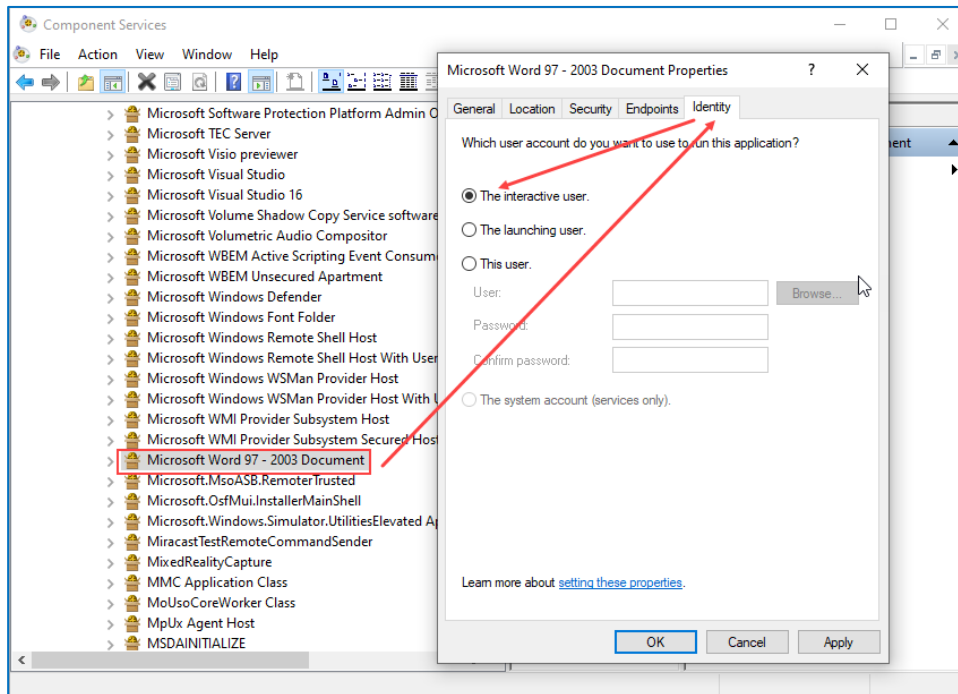 Component Services
File Action View Window Help
Microsoft Software Protection Platform Admin O
Microsoft TEC Server
Microsoft Visio previewer
Microsoft Visual Studio
Microsoft Visual Studio 16
Microsoft Volume Shadow Copy Service software
Microsoft Volumetric Audio Compositor
Microsoft WBEM Active Scripting Event Consum
Microsoft WBEM Unsecured Apartment
Microsoft Windows Defender
Microsoft Windows Font Folder
Microsoft Windows Remote Shell Host
Microsoft Windows Remote Shell Host With User
Microsoft Windows WSMan Provider Host
Microsoft Windows WSMan Provider Host With U
Microsoft WMI Provider Subsystem Host
Microsoft WMI Provider Subsystem Secured Host
Microsoft Word 97 - 2003 Document
Microsoft.MsoASB.RemoterTrusted
Microsoft.OsfMui.InstallerMainShell
Microsoft.Windows.Simulator.UtilitiesElevated Ap
MiracastTestRemoteCommandSender
MixedRealityCapture
MMC Application Class
MoUsoCoreWorker Class
MpUx Agent Host
MSDAINITIALIZE
Microsoft Word 97 - 2003 Document Properties
General Location Security Endpoints Identity
Which user account do you want to use to run this application?
The interactive user.
The launching user.
This user.
User:
Browse...
Password:
Confirm password:
The system account (services only).
Learn more about setting these properties.
OK Cancel Apply
ent